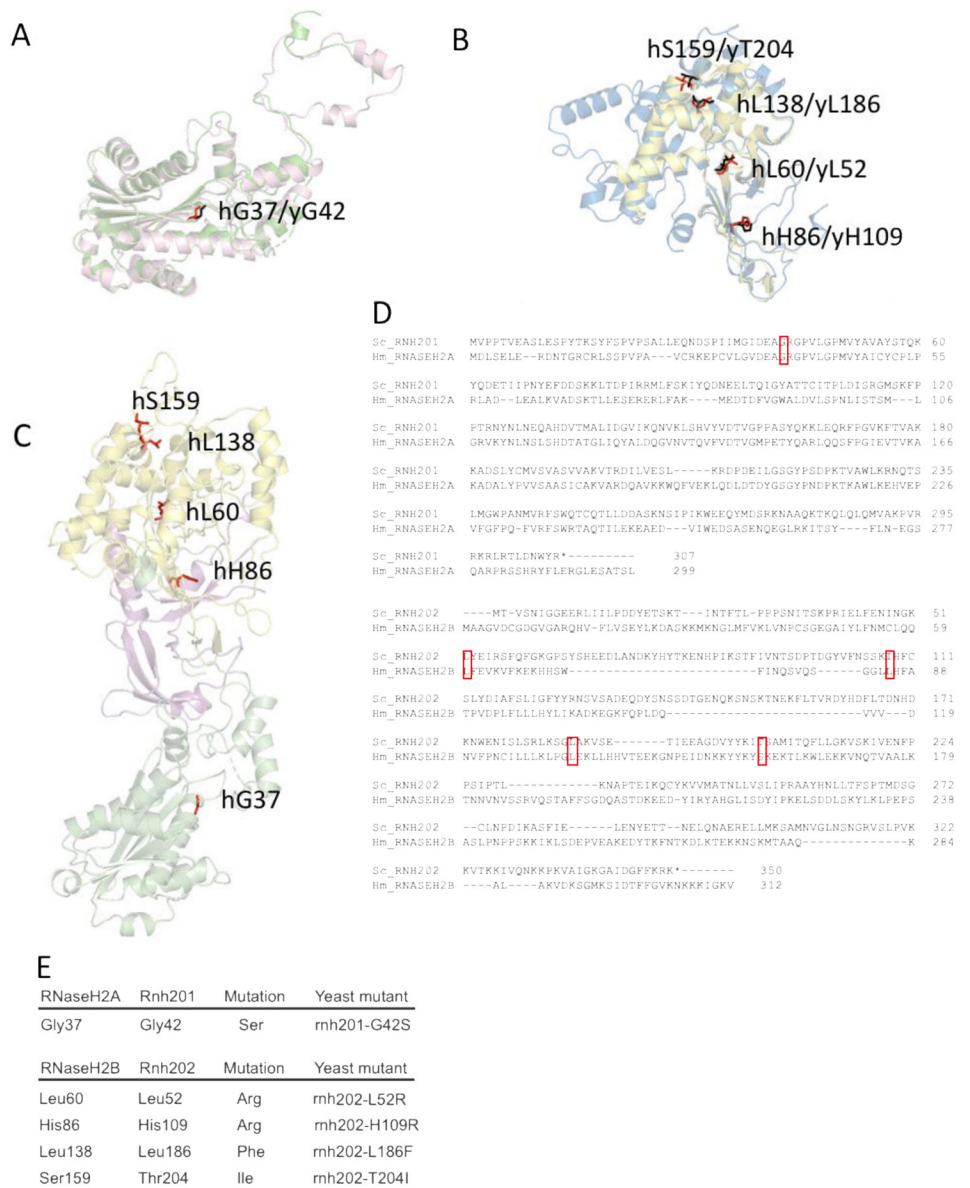 A
hG37/yG42
B
hS159/yT204
hL138/yL186
hL60/yL52
hH86/yH109
C
hS159
hL138
hL60
hH86
hG37
D
Sc_RNH201 MVPPTVEASLESPYTKSYFSPVPSALLEQNDSPIIMGIDEAGRGPVLGPMVYAVAYSTQK 60
Hm_RNASEH2A MDLSELE--RDNTGRCRLSSPVPA----VCRKEPCVLGVDEAGRGPVLGPMVYAICYCPLP 55
Sc_RNH201 YQDETIIPNYEFDDSKKLTDPIRRMLFSKIYQDNEELTQIGYATTCITPLDISRGMSKFP 120
Hm_RNASEH2A RLAD--LEALKVADSKTLLESERERLFAK---MEDTDFVGWALDVLSPNLISTSML----L 106
Sc_RNH201 PTRNYNLNEQAHDVTMALIDGVIKQNVKLSHVYVDTVGPPASYQKKLEQRFPGVKFTVAK 180
Hm_RNASEH2A GRVKYNLNSLSHDTATGLIQYALDQGVNVTQVFVDTVGMPETYQARLQQSFPGIEVTVKA 166
Sc_RNH201 KADSLYCMVSVASVVAKVTRDILVESL-----KRDPDEILGSGYPSDPKTVAWLKRNQTS 235
Hm_RNASEH2A KADALYPVVSAASICAKVARDQAVKKWQFVEKLQDLDTDYGSGYPNDPKTKAWLKEHVEP 226
Sc_RNH201 LMGWPANMVRFSWQTCQTLLDDASKNSIPIKWEEQYMDSRKNAAQKTKQLQLQMVAKPVR 295
Hm_RNASEH2A VFGFPQ-FVRFSWRTAQTILEKEAED----VIWEDSASENQEGLRKITSY----FLN-EGS 277
Sc_RNH201 RKRLRTLDNWYR*---------- 307
Hm_RNASEH2A QARPRSSHRYFLERGLESATSL 299
Sc_RNH202 ----MT-VSNIGGEERLIILPDDYETSKT----INTFTL-PPPSNITSKPRIELFENINGK 51
Hm_RNASEH2B MAAGVDCGDGVGARQHV-FLVSEYLKDASKKMKNGLMFVKLVNPCSGEGAIYLFNMCLQQ 59
Sc_RNH202 LYEIRSFQFGKGPSYSHEEDLANDKYHYTKENHPIKSTFIVNTSDPTDGYVFNSSKIHFC 111
Hm_RNASEH2B LFEVKVFKEKHHSW--------------------FINQSVQS-----GGLLHFA 88
Sc_RNH202 SLYDIAFSLIGFYYRNSVSADEQDYSNSSDTGENQKSNSKTNEKFLTVRDYHDFLTDNHD 171
Hm_RNASEH2B TPVDPLFLLLHYLIKADKEGKFQPLDQ--------------------VVV---D 119
Sc_RNH202 KNWENISLSRLKSGLAKVSE-------TIEEAGDVYYKITSAMITQFLLGKVSKIVENFP 224
Hm_RNASEH2B NVFPNCILLLKLPGLEKLLHHVTEEKGNPEIDNKKYYKYSKEKTLKWLEKKVNQTVAALK 179
Sc_RNH202 PSIPTL-------------KNAPTEIKQCYKVVMATNLLVSLIPRAAYHNLLTFSPMDSG 272
Hm_RNASEH2B TNNVNVSSRVQSTAFFSGDQASTDKEEDYIRYAHGLISDYIPKELSDDLSKYLKLPEPS 238
Sc_RNH202 ---CLNPDIKASFIE-------LENYETT--NELQNAERELLMKSAMNVGLNSNGRVSLPVK 322
Hm_RNASEH2B ASLPNPPSKKIKLSDEPVEAKEDYTKFNTKDLKTEKKNSKMTAAQ------------K 284
Sc_RNH202 KVTKKIVQNKKPKVAIGKGAIDGFFKRK*------- 350
Hm_RNASEH2B ----AL----AKVDKSGMKSIDTFFGVKNKKKIGKV 312
E
RNaseH2A Rnh201 Mutation Yeast mutant
Gly37 Gly42 Ser rnh201-G42S
RNaseH2B Rnh202 Mutation Yeast mutant
Leu60 Leu52 Arg rnh202-L52R
His86 His109 Arg rnh202-H109R
Leu138 Leu186 Phe rnh202-L186F
Ser159 Thr204 Ile rnh202-T204I